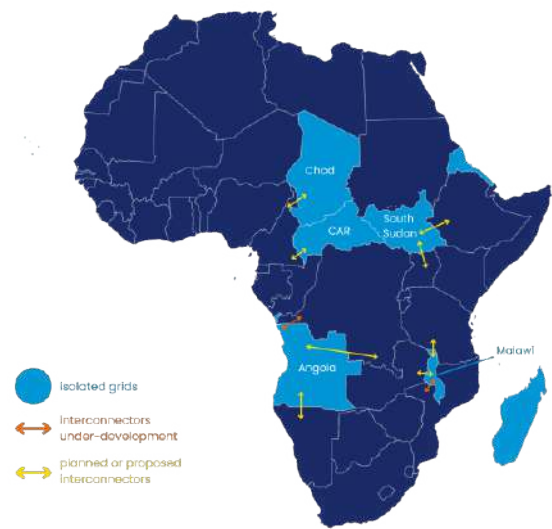 Chad
CAR
South
Sudan
Angola
Malawi
isolated grids
interconnectors
under-development
planned or proposed
interconnectors